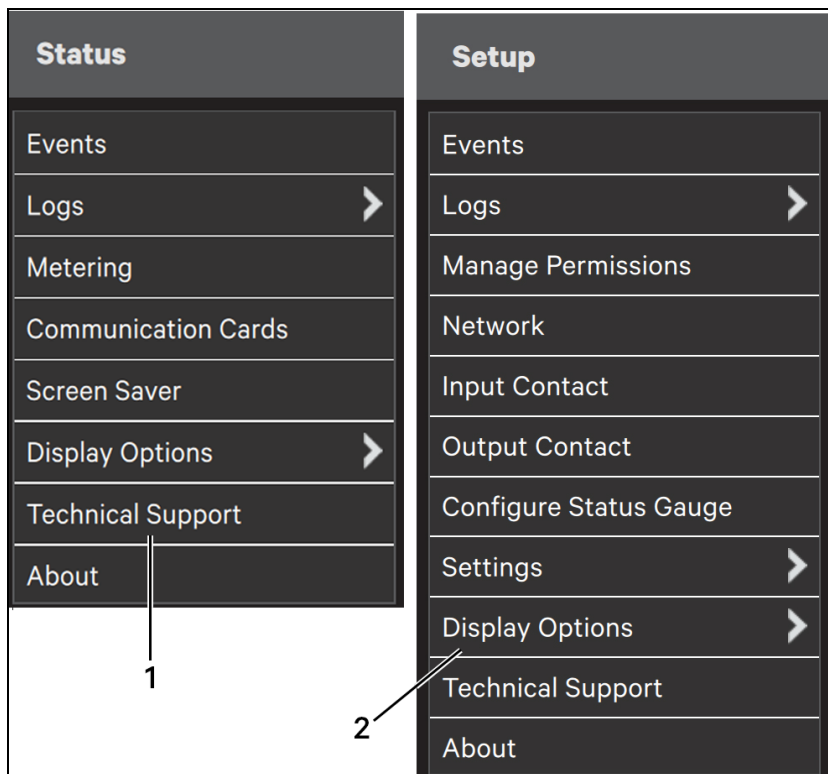 Status
Events
Logs
Metering
Communication Cards
Screen Saver
Display Options
Technical Support
About
1
Setup
Events
Logs
Manage Permissions
Network
Input Contact
Output Contact
Configure Status Gauge
Settings
Display Options
Technical Support
About
2